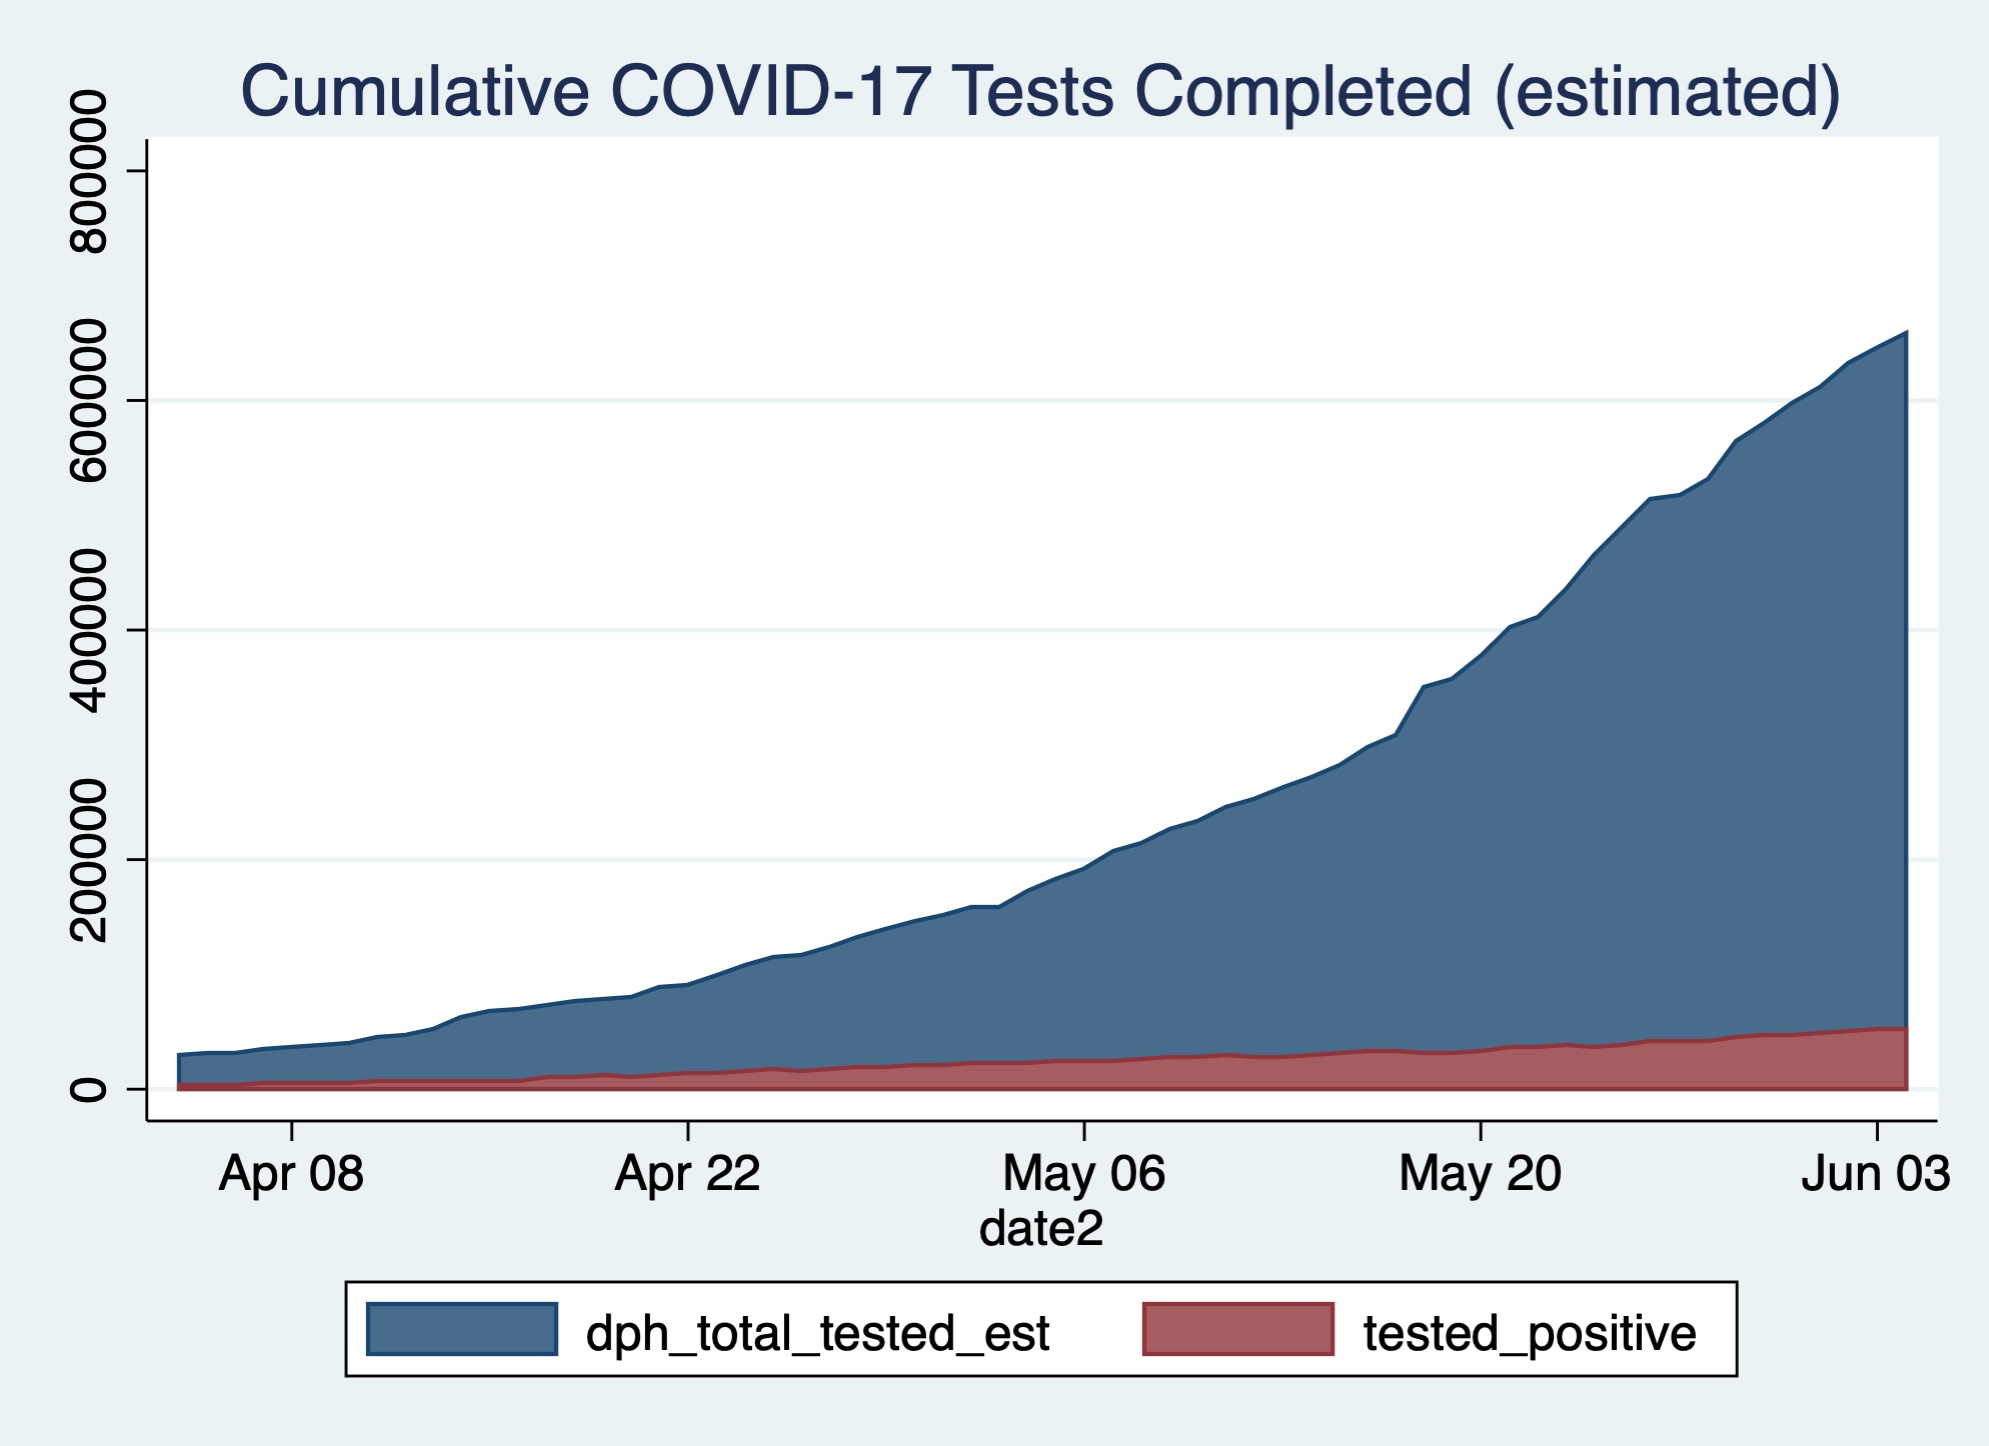 Cumulative COVID-17 Tests Completed (estimated)
800000
600000
400000
200000
0
Apr 08 Apr 22 May 06 May 20 Jun 03
date2
dph_total_tested_est tested_positive